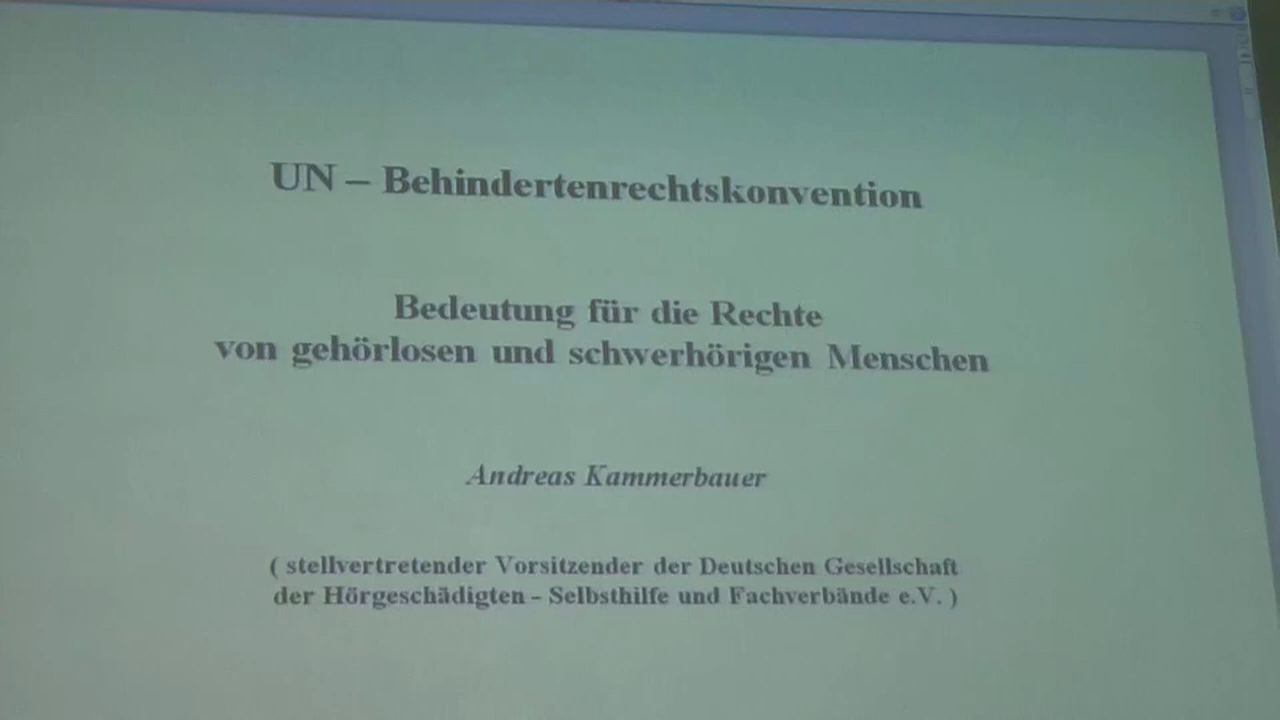 UN – Behindertenrechtskonvention
Bedeutung für die Rechte
von gehörlosen und schwerhörigen Menschen
Andreas Kammerbauer
( stellvertretender Vorsitzender der Deutschen Gesellschaft
der Hörgeschädigten - Selbsthilfe und Fachverbände e.V. )